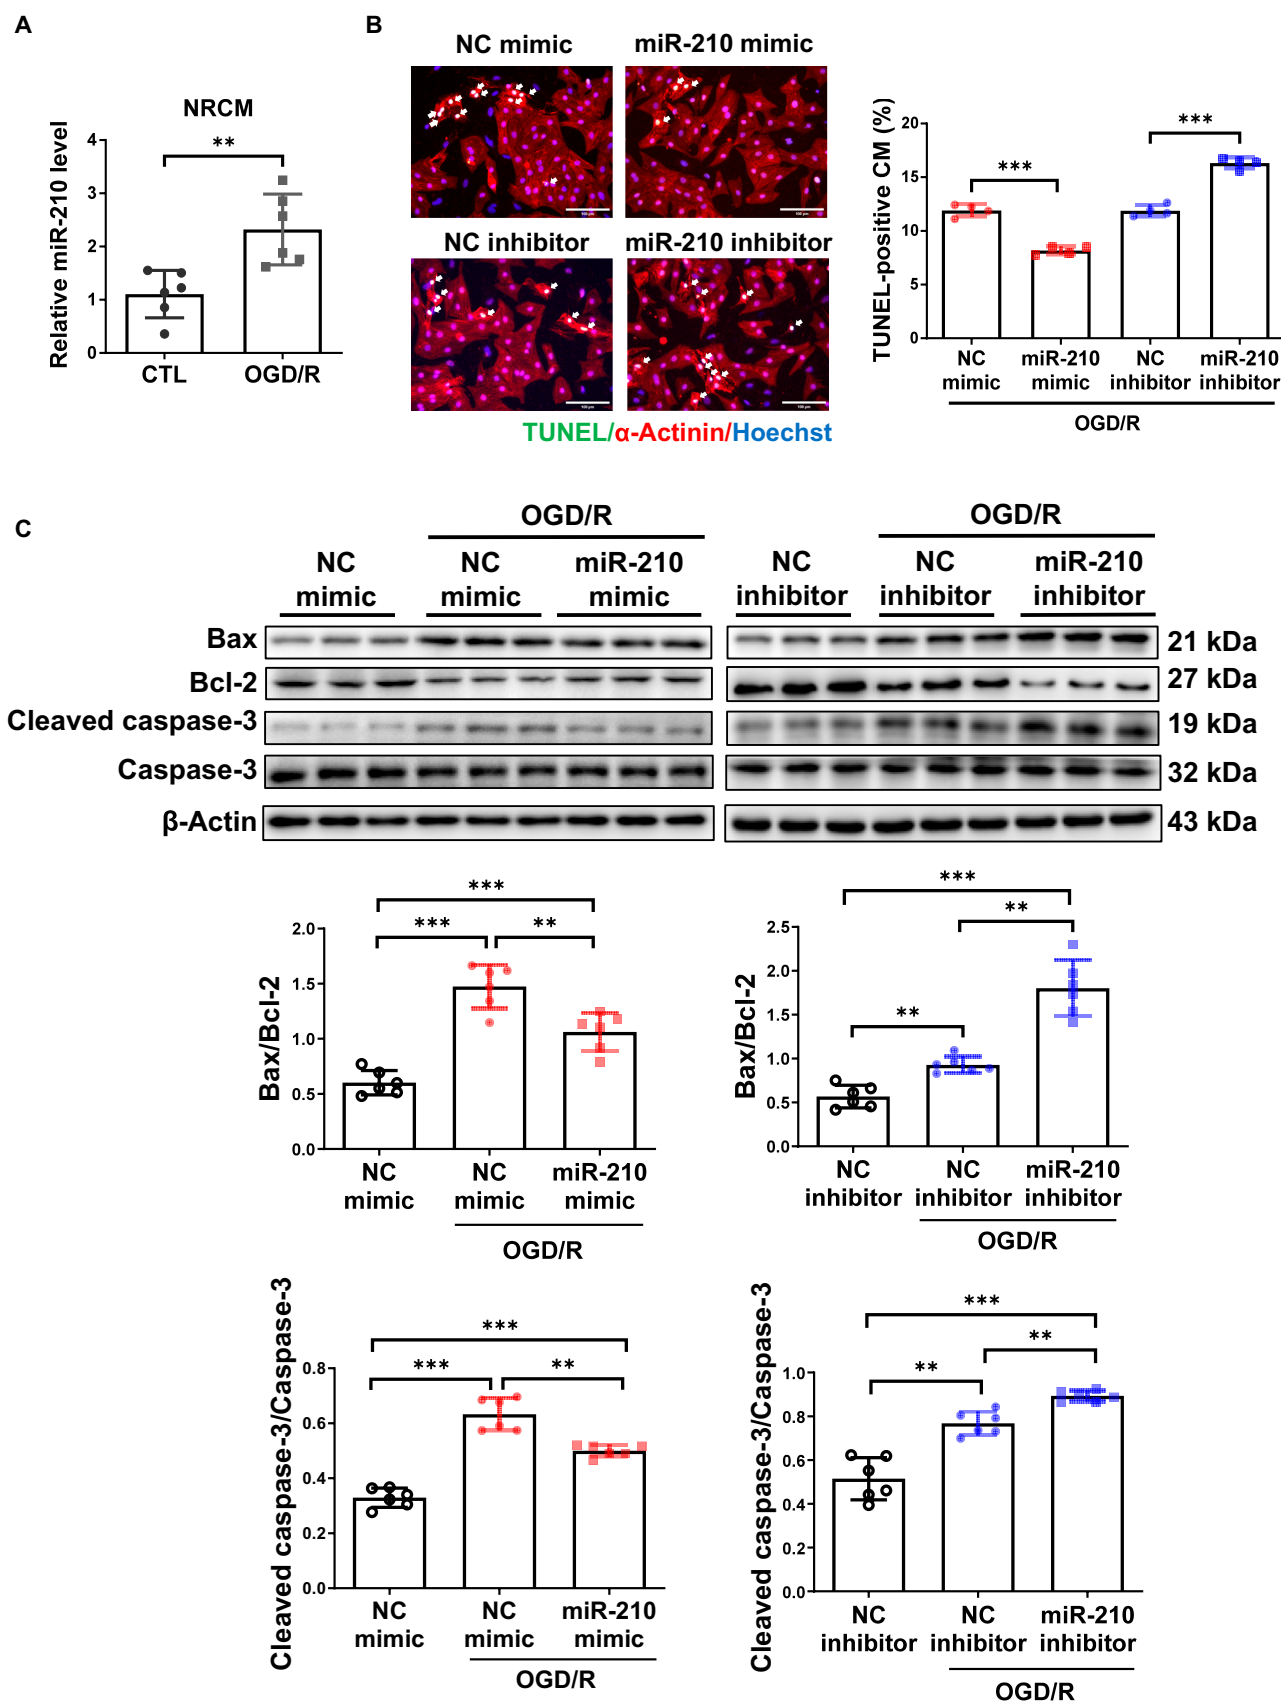 A
NRCM
**
Relative miR-210 level
4
3
2
1
0
CTL
OGD/R
B
NC mimic
miR-210 mimic
100 μm
100 μm
NC inhibitor
miR-210 inhibitor
100 μm
100 μm
TUNEL/α-Actinin/Hoechst
TUNEL-positive CM (%)
20
15
10
5
0
***
***
NC
mimic
miR-210
mimic
NC
inhibitor
miR-210
inhibitor
OGD/R
C
OGD/R
NC
mimic
NC
mimic
miR-210
mimic
OGD/R
NC
inhibitor
NC
inhibitor
miR-210
inhibitor
Bax
21 kDa
Bcl-2
27 kDa
Cleaved caspase-3
19 kDa
Caspase-3
32 kDa
β-Actin
43 kDa
Bax/Bcl-2
2.0
1.5
1.0
0.5
0.0
***
***
**
NC
mimic
NC
mimic
miR-210
mimic
OGD/R
Bax/Bcl-2
2.5
2.0
1.5
1.0
0.5
0.0
***
**
**
NC
inhibitor
NC
inhibitor
miR-210
inhibitor
OGD/R
Cleaved caspase-3/Caspase-3
0.8
0.6
0.4
0.2
0.0
***
***
**
NC
mimic
NC
mimic
miR-210
mimic
OGD/R
Cleaved caspase-3/Caspase-3
1.0
0.8
0.6
0.4
0.2
0.0
***
**
**
NC
inhibitor
NC
inhibitor
miR-210
inhibitor
OGD/R